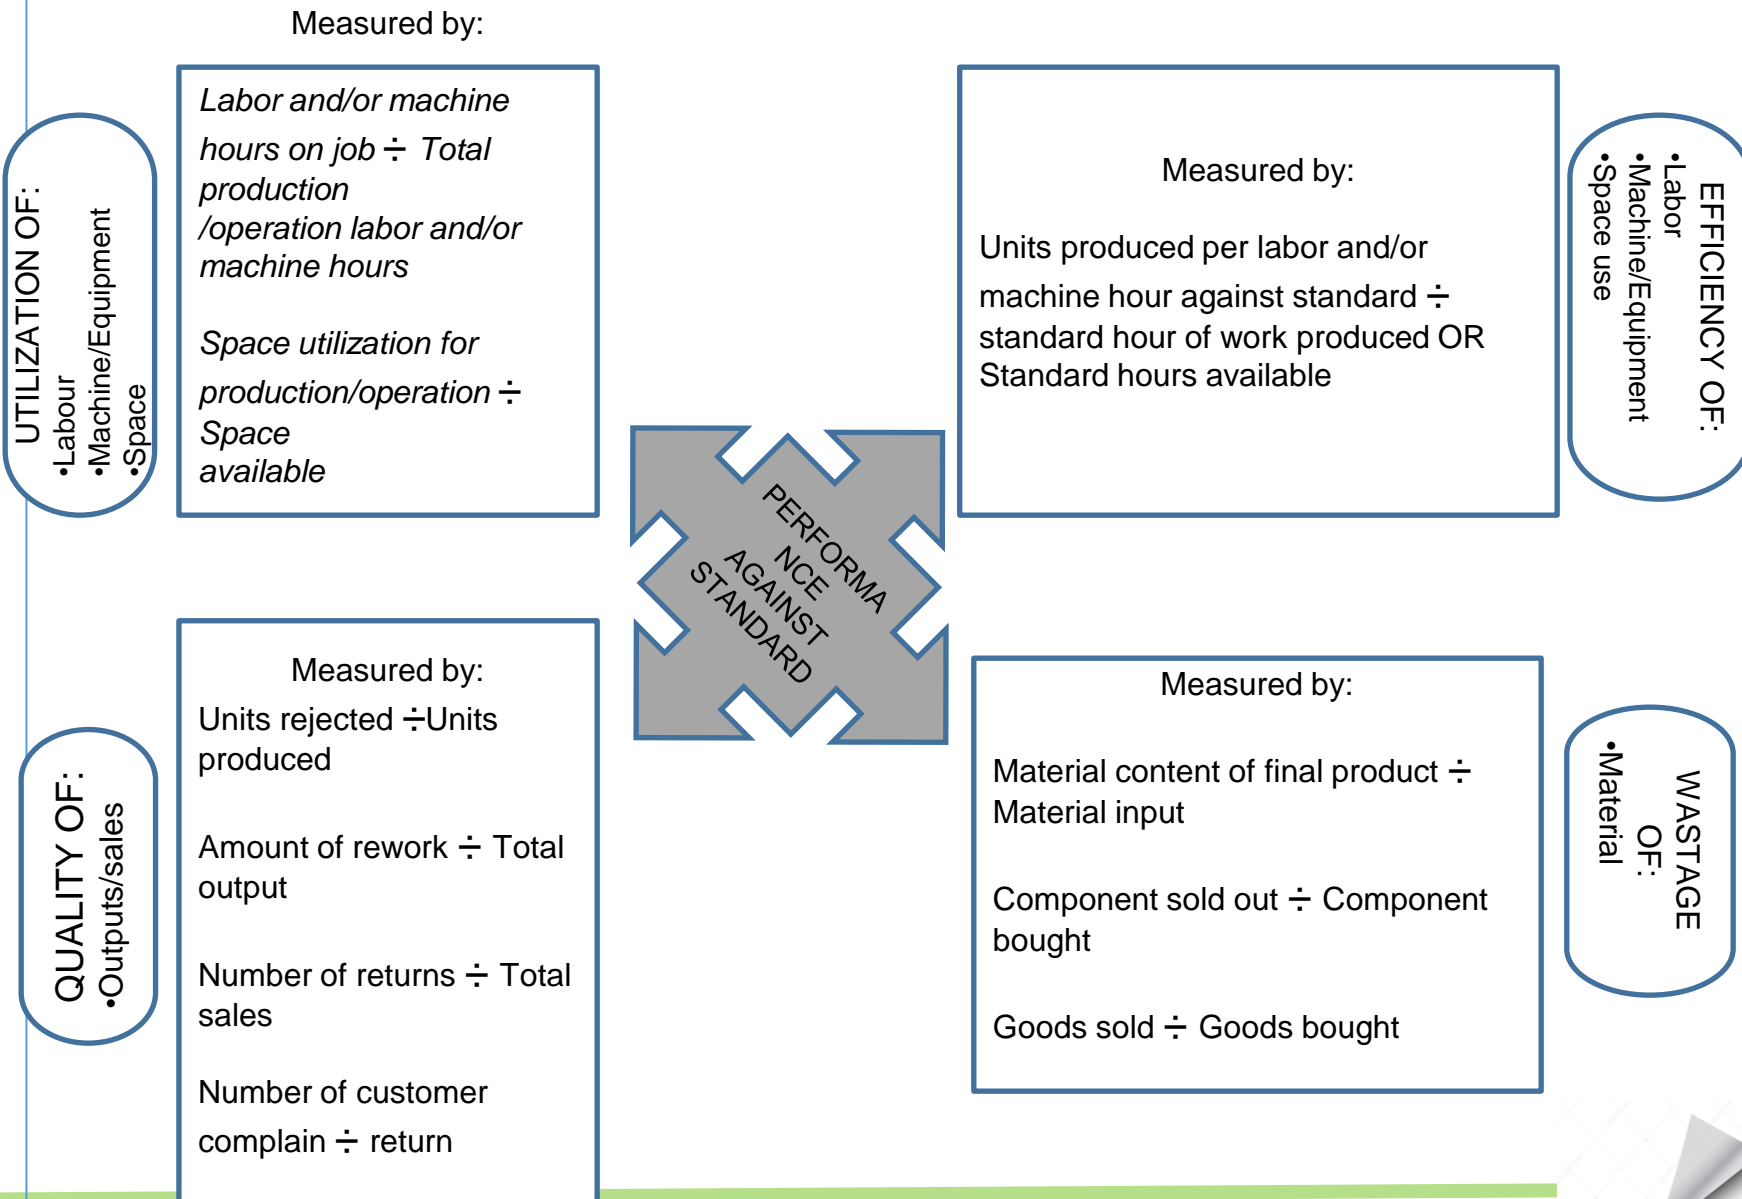 Measured by:
UTILIZATION OF:
•Labour
•Machine/Equipment
•Space
Labor and/or machine
hours on job ÷ Total
production
/operation labor and/or
machine hours
Space utilization for
production/operation ÷
Space
available
Measured by:
Units produced per labor and/or
machine hour against standard ÷
standard hour of work produced OR
Standard hours available
EFFICIENCY OF:
•Labor
•Machine/Equipment
•Space use
PERFORMA
NCE
AGAINST
STANDARD
QUALITY OF:
•Outputs/sales
Measured by:
Units rejected ÷Units
produced
Amount of rework ÷ Total
output
Number of returns ÷ Total
sales
Number of customer
complain ÷ return
Measured by:
Material content of final product ÷
Material input
Component sold out ÷ Component
bought
Goods sold ÷ Goods bought
WASTAGE
OF:
•Material